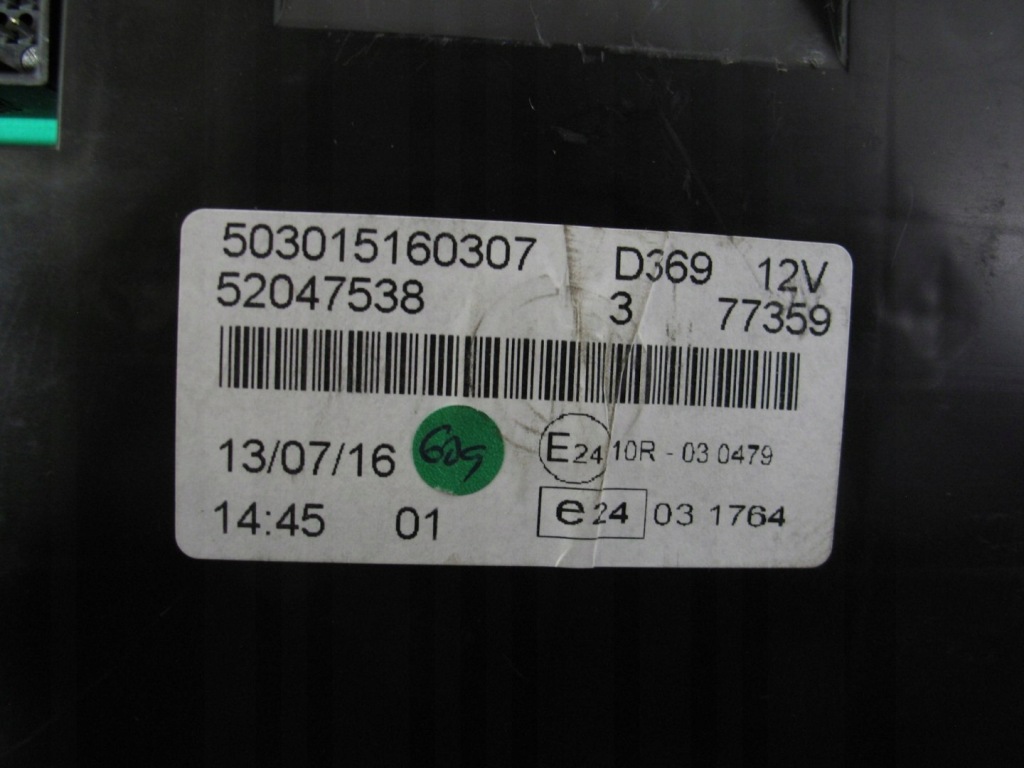 503015160307 D369 12V
52047538 3 77359
13/07/16 E24 10R - 03 0479
14:45 01 e24 03 1764